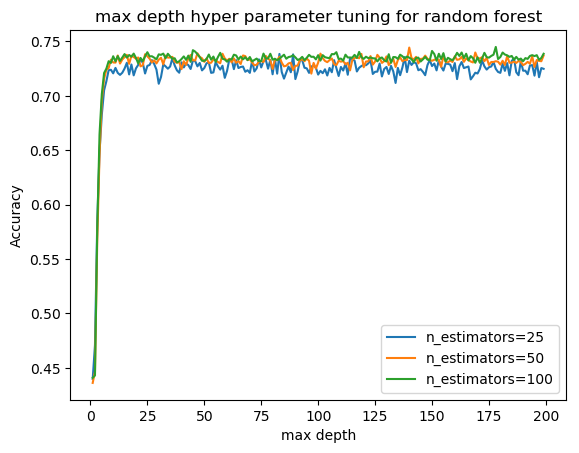 max depth hyper parameter tuning for random forest
Accuracy
0.75
0.70
0.65
0.60
0.55
0.50
0.45
n_estimators=25
n_estimators=50
n_estimators=100
0 25 50 75 100 125 150 175 200
max depth